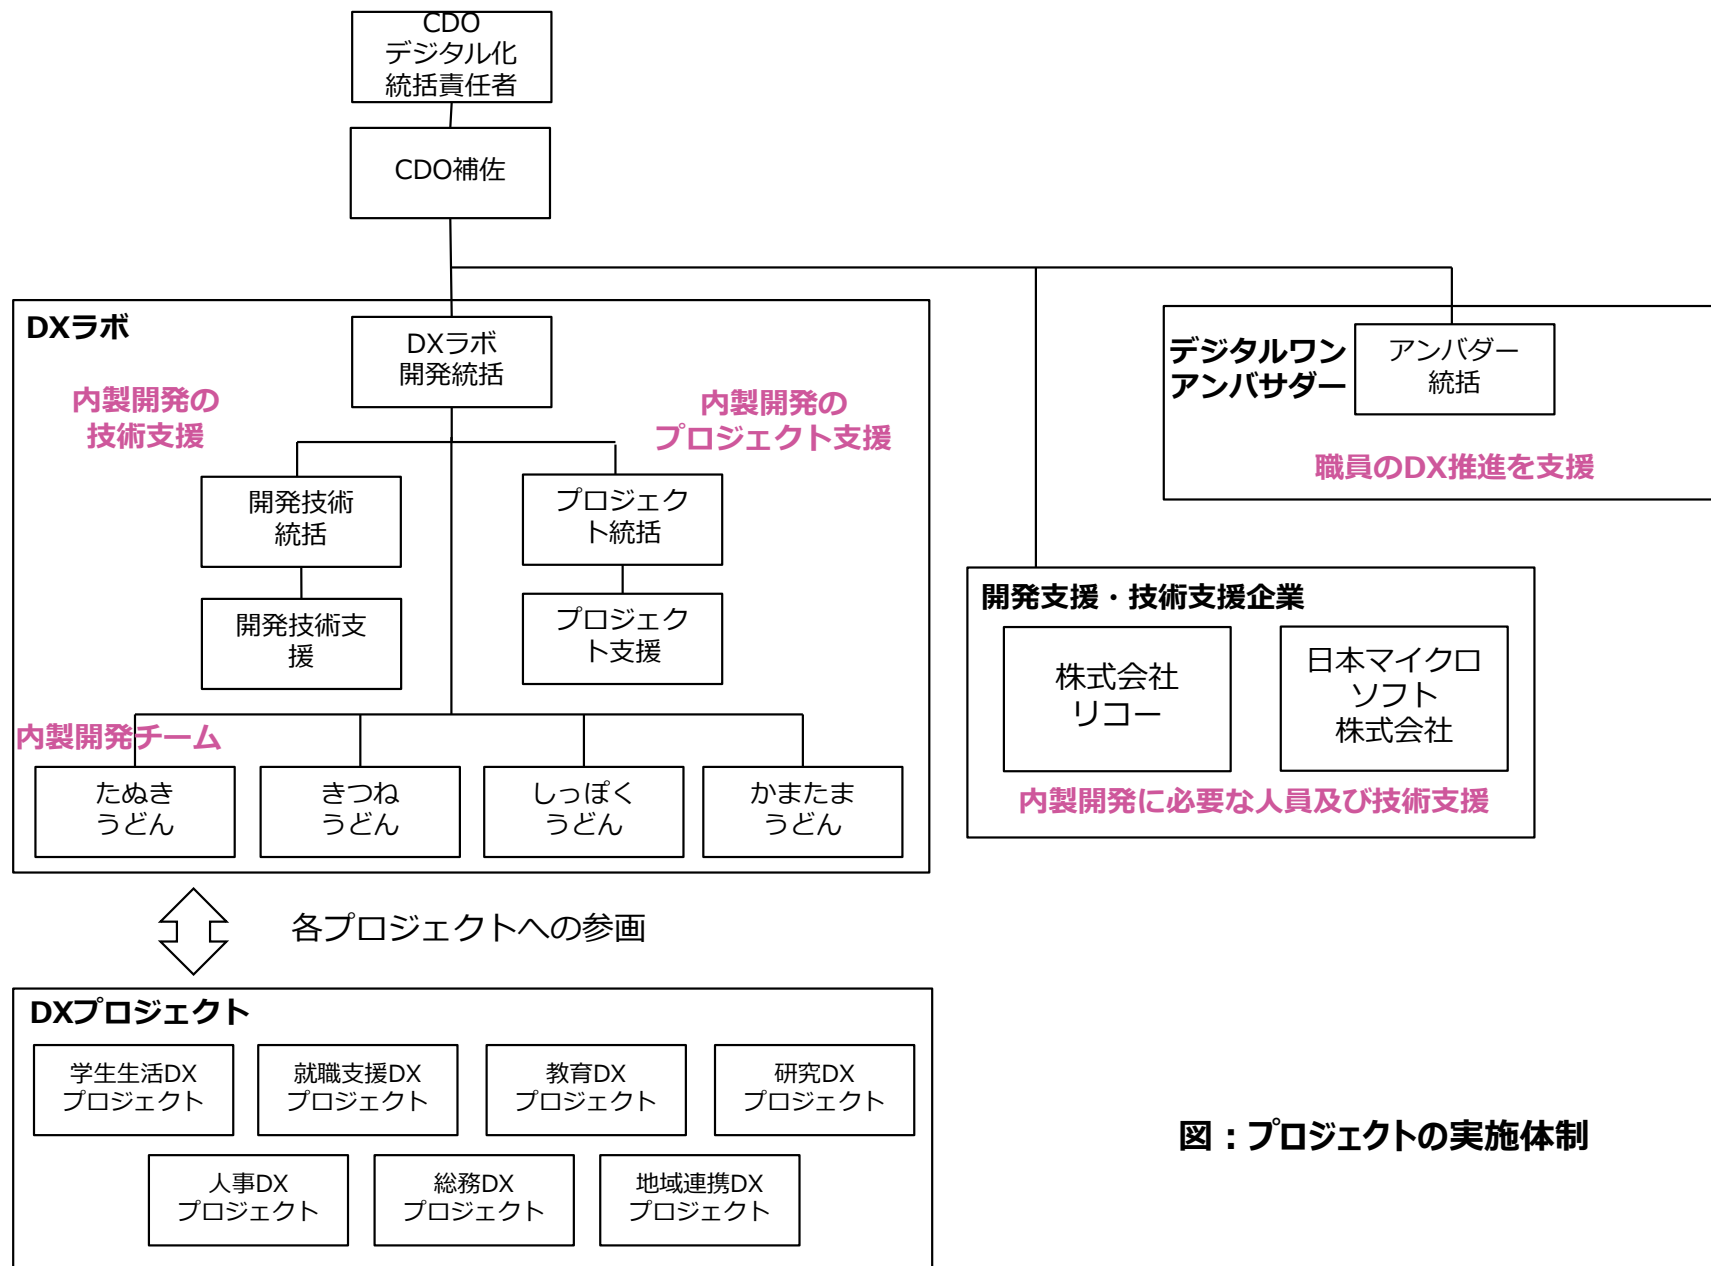 CDO
デジタル化
統括責任者
CDO補佐
DXラボ
DXラボ
開発統括
内製開発の
技術支援
内製開発の
プロジェクト支援
開発技術
統括
プロジェク
ト統括
開発技術支
援
プロジェク
ト支援
内製開発チーム
たぬき
うどん
きつね
うどん
しっぽく
うどん
かまたま
うどん
デジタルワン
アンバサダー
アンバダー
統括
職員のDX推進を支援
開発支援・技術支援企業
株式会社
リコー
日本マイクロ
ソフト
株式会社
内製開発に必要な人員及び技術支援
各プロジェクトへの参画
DXプロジェクト
学生生活DX
プロジェクト
就職支援DX
プロジェクト
教育DX
プロジェクト
研究DX
プロジェクト
人事DX
プロジェクト
総務DX
プロジェクト
地域連携DX
プロジェクト
図：プロジェクトの実施体制